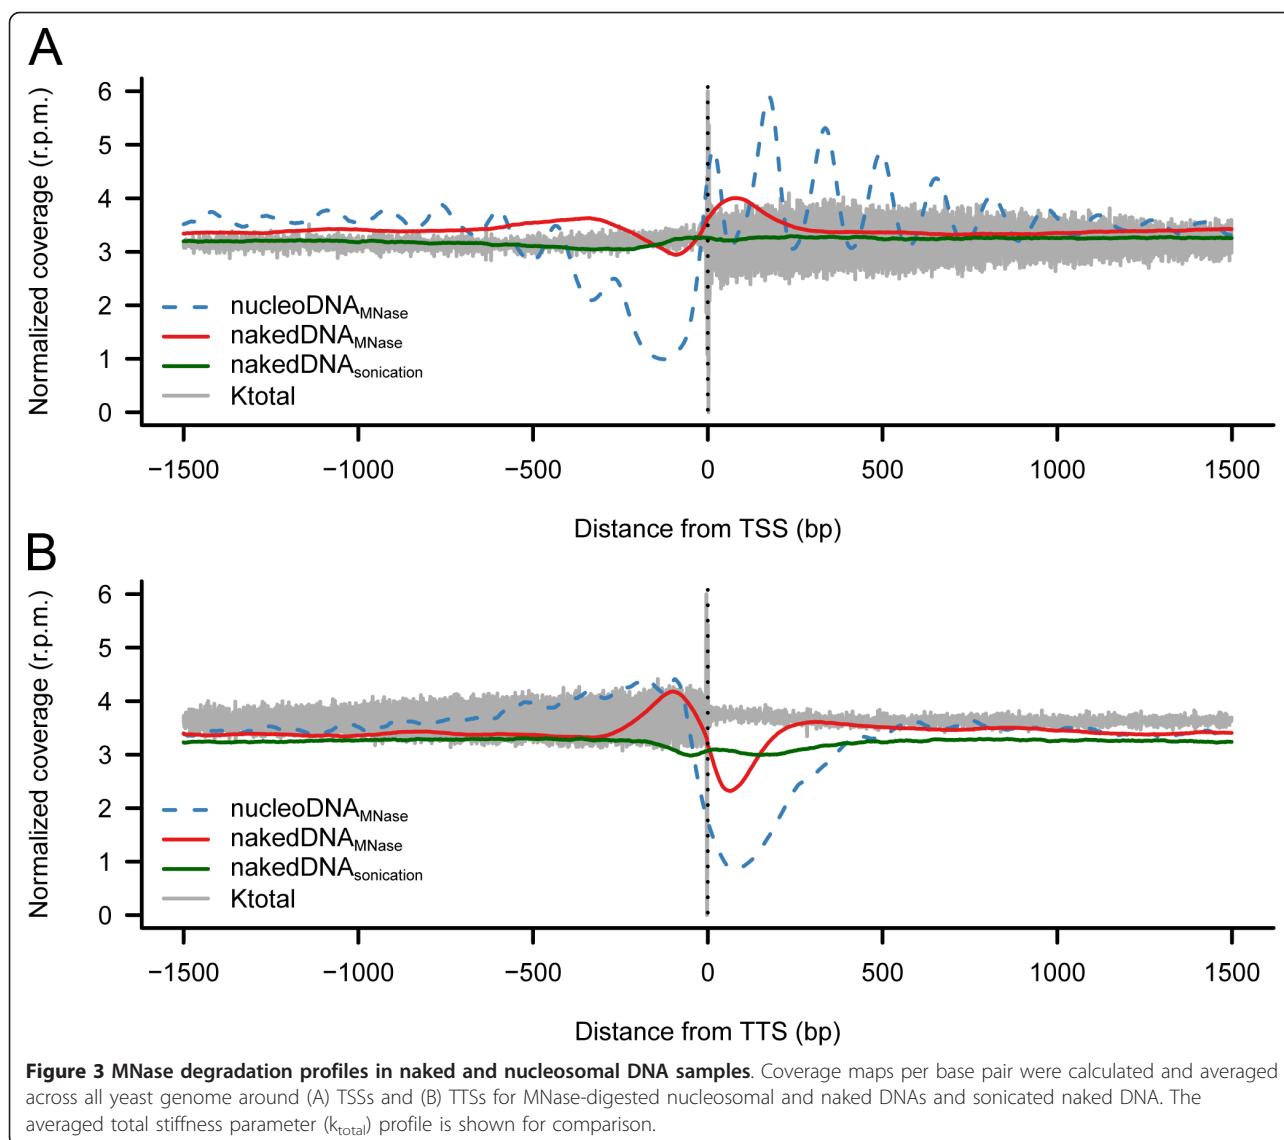 A
Normalized coverage (r.p.m.)
6
5
4
3
2
1
0
nucleoDNAMNase
nakedDNAMNase
nakedDNAsonication
Ktotal
−1500 −1000 −500 0 500 1000 1500
Distance from TSS (bp)
B
Normalized coverage (r.p.m.)
6
5
4
3
2
1
0
nucleoDNAMNase
nakedDNAMNase
nakedDNAsonication
Ktotal
−1500 −1000 −500 0 500 1000 1500
Distance from TTS (bp)
Figure 3 MNase degradation profiles in naked and nucleosomal DNA samples. Coverage maps per base pair were calculated and averaged
across all yeast genome around (A) TSSs and (B) TTSs for MNase-digested nucleosomal and naked DNAs and sonicated naked DNA. The
averaged total stiffness parameter (ktotal) profile is shown for comparison.